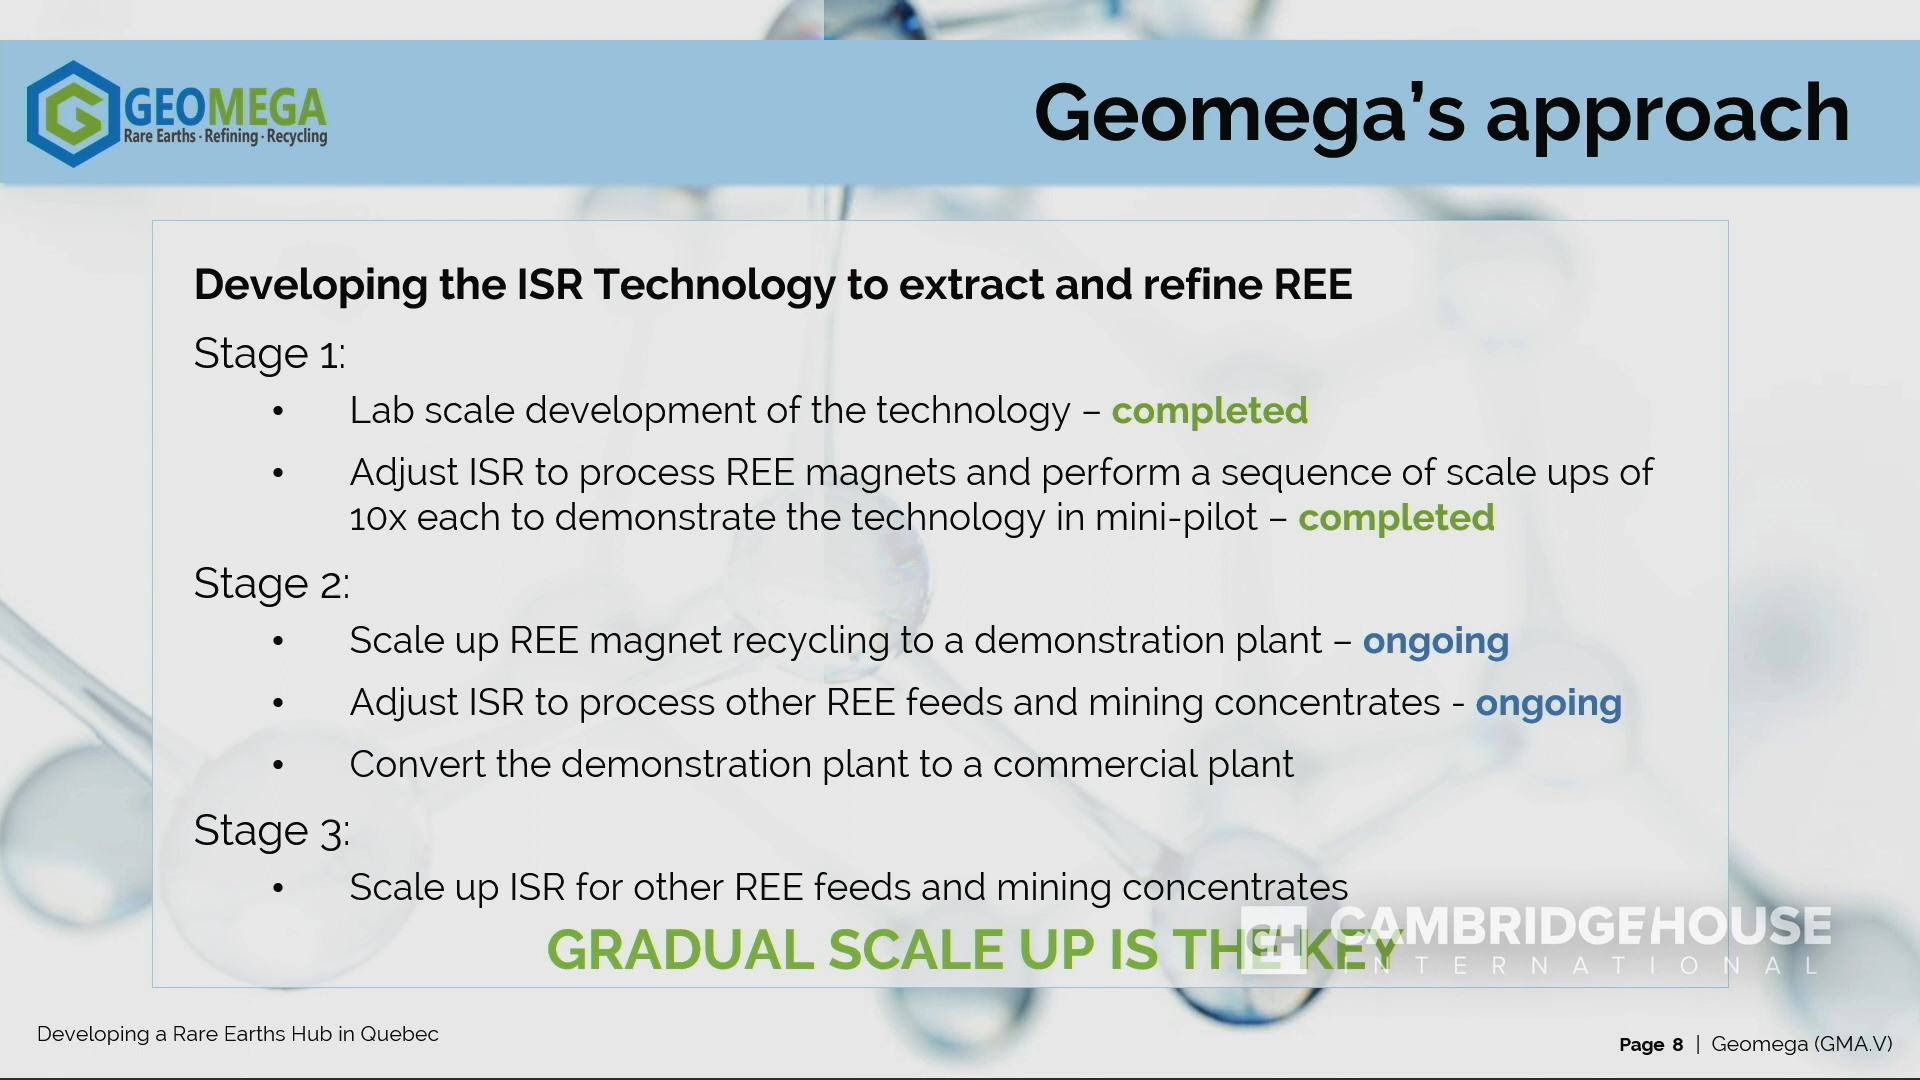 GEOMEGA
Rare Earths · Refining · Recycling
Geomega’s approach
Developing the ISR Technology to extract and refine REE
Stage 1:
• Lab scale development of the technology – completed
• Adjust ISR to process REE magnets and perform a sequence of scale ups of
10x each to demonstrate the technology in mini-pilot – completed
Stage 2:
• Scale up REE magnet recycling to a demonstration plant – ongoing
• Adjust ISR to process other REE feeds and mining concentrates - ongoing
• Convert the demonstration plant to a commercial plant
Stage 3:
• Scale up ISR for other REE feeds and mining concentrates
GRADUAL SCALE UP IS THE KEY
CAMBRIDGEHOUSE
INTERNATIONAL
Developing a Rare Earths Hub in Quebec
Page 8 | Geomega (GMA.V)